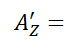 A′_Z =